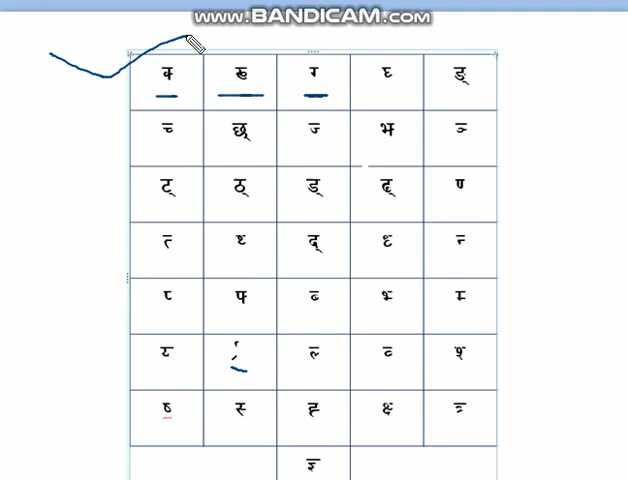 WWW.BANDICAM.COM
क्‍ ख्‍ ग्‍ घ्‍ ङ्
च्‍ छ् ज्‍ भ ञ्‍
ट् ठ् ड् ढ् ण्‍
त्‍ थ्‍ द् ध्‍ न्‍
प्‍ फ्‍ ब्‍ भ्‍ म्‍
य्‍ ल्‍ व्‍ श्‍
ष्‍ स्‍ ह्‍ क्ष्‍ त्र्‍
ज्ञ्‍